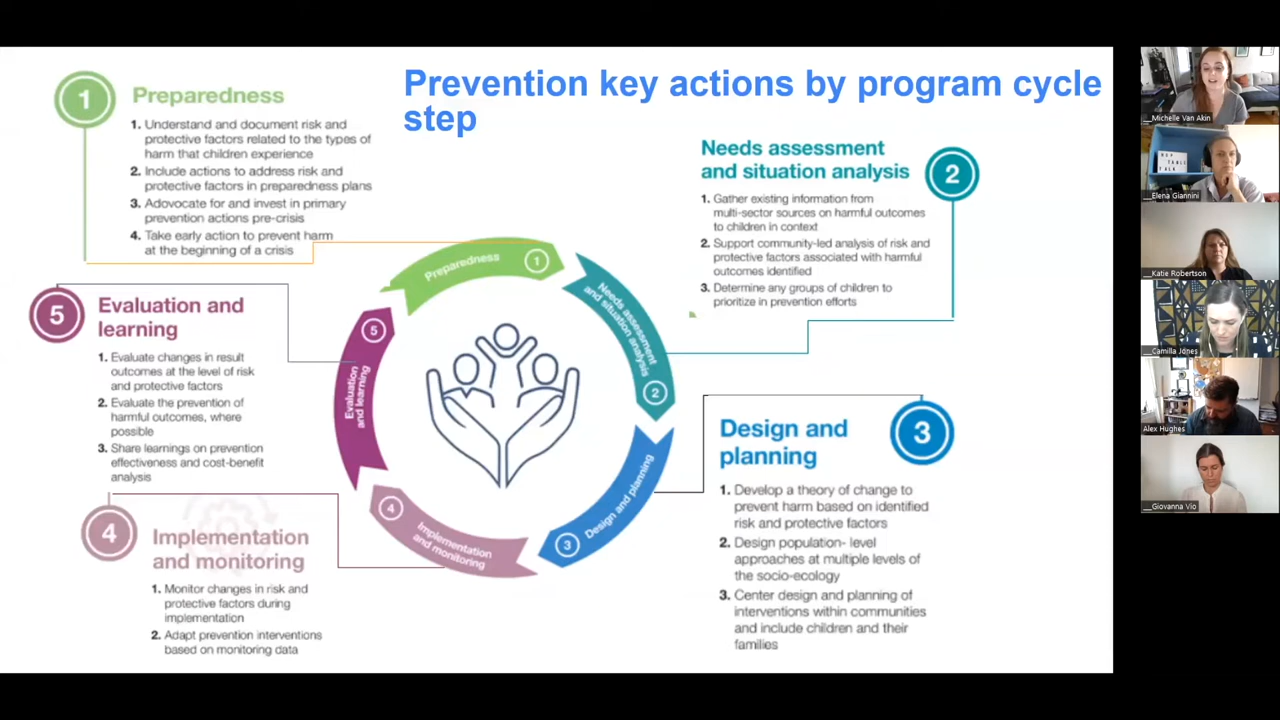 Prevention key actions by program cycle
step
1
Preparedness
1. Understand and document risk and
protective factors related to the types of
harm that children experience
2. Include actions to address risk and
protective factors in preparedness plans
3. Adovocate for and invest in primary
prevention actions pre-crisis
4. Take early action to prevent harm
at the beginning of a crisis
Needs assessment
and situation analysis
2
1. Gather existing information from
multi-sector sources on harmful outcomes
to children in context
2. Support community-led analysis of risk and
protective factors associated with harmful
outcomes identified
3. Determine any groups of children to
prioritize in prevention efforts
Design and
planning
3
1. Develop a theory of change to
prevent harm based on identified
risk and protective factors
2. Design population- level
approaches at multiple levels of
the socio-ecology
3. Center design and planning of
interventions within communities
and include children and their
families
4
Implementation
and monitoring
1. Monitor changes in risk and
protective factors during
implementation
2. Adapt prevention interventions
based on monitoring data
5
Evaluation and
learning
1. Evaluate changes in result
outcomes at the level of risk
and protective factors
2. Evaluate the prevention of
harmful outcomes, where
possible
3. Share learnings on prevention
effectiveness and cost-benefit
analysis
Preparedness 1
Needs assessment
and situation analysis
2
3 Design and planning
4
Implementation
and monitoring
5
Evaluation
and learning
__Michelle Van Akin
HEY
TABLE
TALK
__Elena Giannini
__Katie Robertson
__Camilla Jones
Alex Hughes
__Giovanna Vio